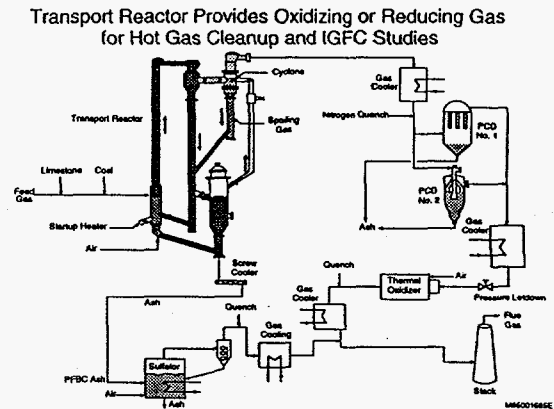 Transport Reactor Provides Oxidizing or Reducing Gas
for Hot Gas Cleanup and IGFC Studies
Cyclone
Gas
Cooler
Transport Reactor
Spoiling
Gas
Nitrogen Quench
PCD
No. 1
Limestone
Coal
Feed
Gas
PCD
No. 2
Startup Heater
Ash
Gas
Cooler
Air
Screw
Cooler
Quench
Air
Thermal
Oxidizer
Gas
Cooler
Pressure Letdown
Ash
Quench
Flue
Gas
Gas
Cooling
Sulfator
PFBC Ash
Air
Ash
Stack
M96001685E